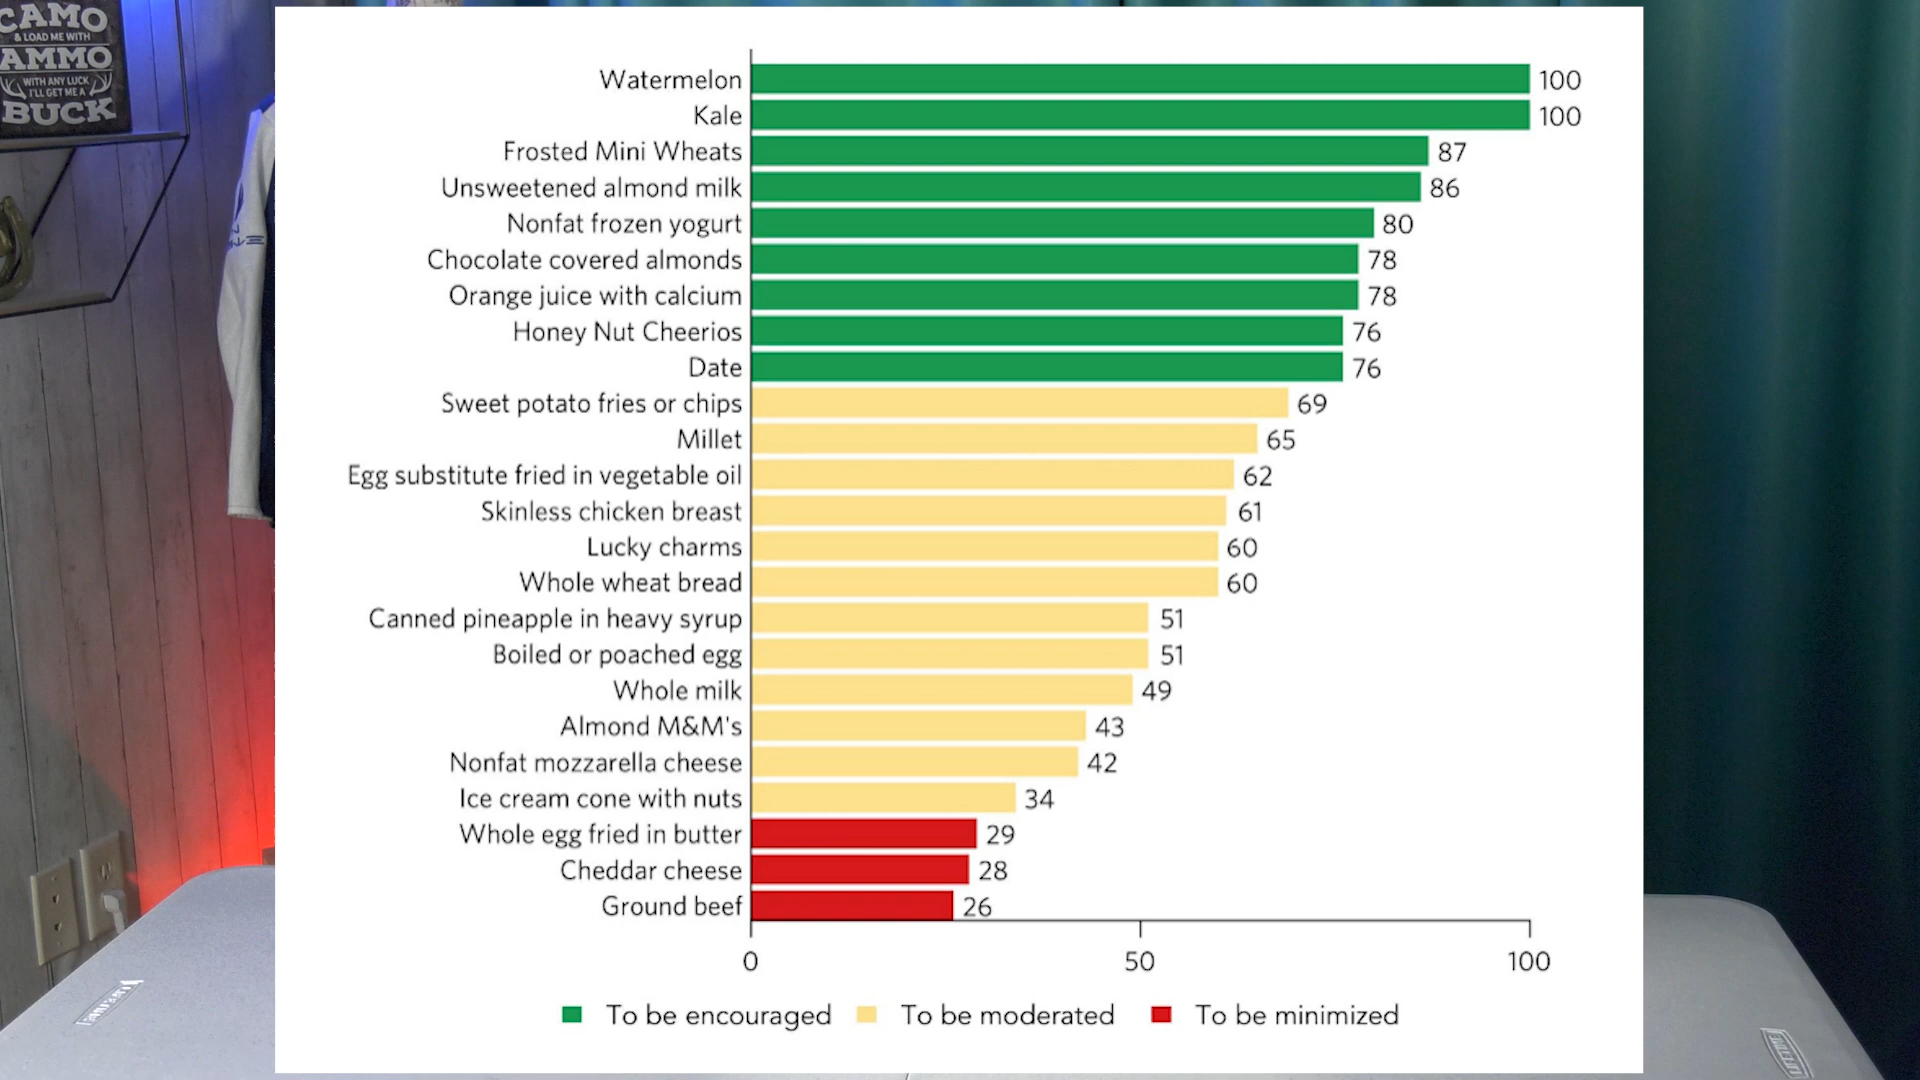 CAMO
& LOAD ME WITH
AMMO
WITH ANY LUCK
I'LL GET ME A
BUCK
Watermelon 100
Kale 100
Frosted Mini Wheats 87
Unsweetened almond milk 86
Nonfat frozen yogurt 80
Chocolate covered almonds 78
Orange juice with calcium 78
Honey Nut Cheerios 76
Date 76
Sweet potato fries or chips 69
Millet 65
Egg substitute fried in vegetable oil 62
Skinless chicken breast 61
Lucky charms 60
Whole wheat bread 60
Canned pineapple in heavy syrup 51
Boiled or poached egg 51
Whole milk 49
Almond M&M's 43
Nonfat mozzarella cheese 42
Ice cream cone with nuts 34
Whole egg fried in butter 29
Cheddar cheese 28
Ground beef 26
0 50 100
To be encouraged To be moderated To be minimized